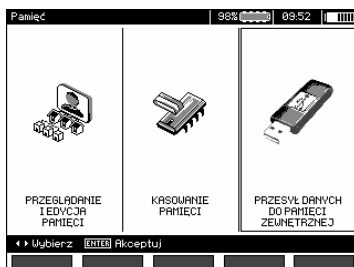 Pamięć 98% 09:52
PRZEGLĄDANIE
I EDYCJA
PAMIĘCI
KASOWANIE
PAMIĘCI
PRZESYŁ DANYCH
DO PAMIĘCI
ZEWNĘTRZNEJ
Wybierz ENTER Akceptuj